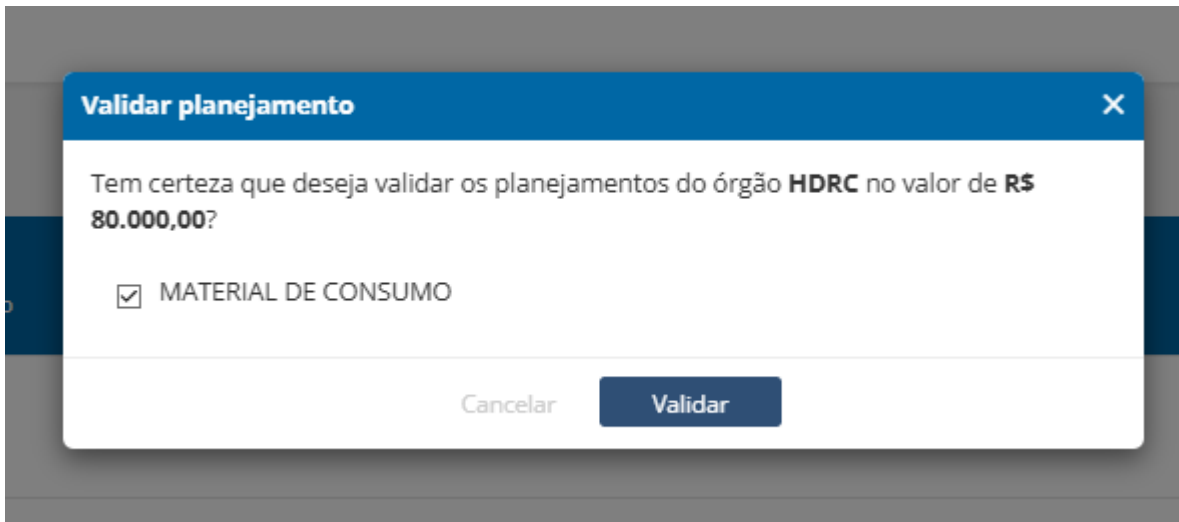 Validar planejamento
Tem certeza que deseja validar os planejamentos do órgão HDRC no valor de R$
80.000,00?
MATERIAL DE CONSUMO
Cancelar Validar